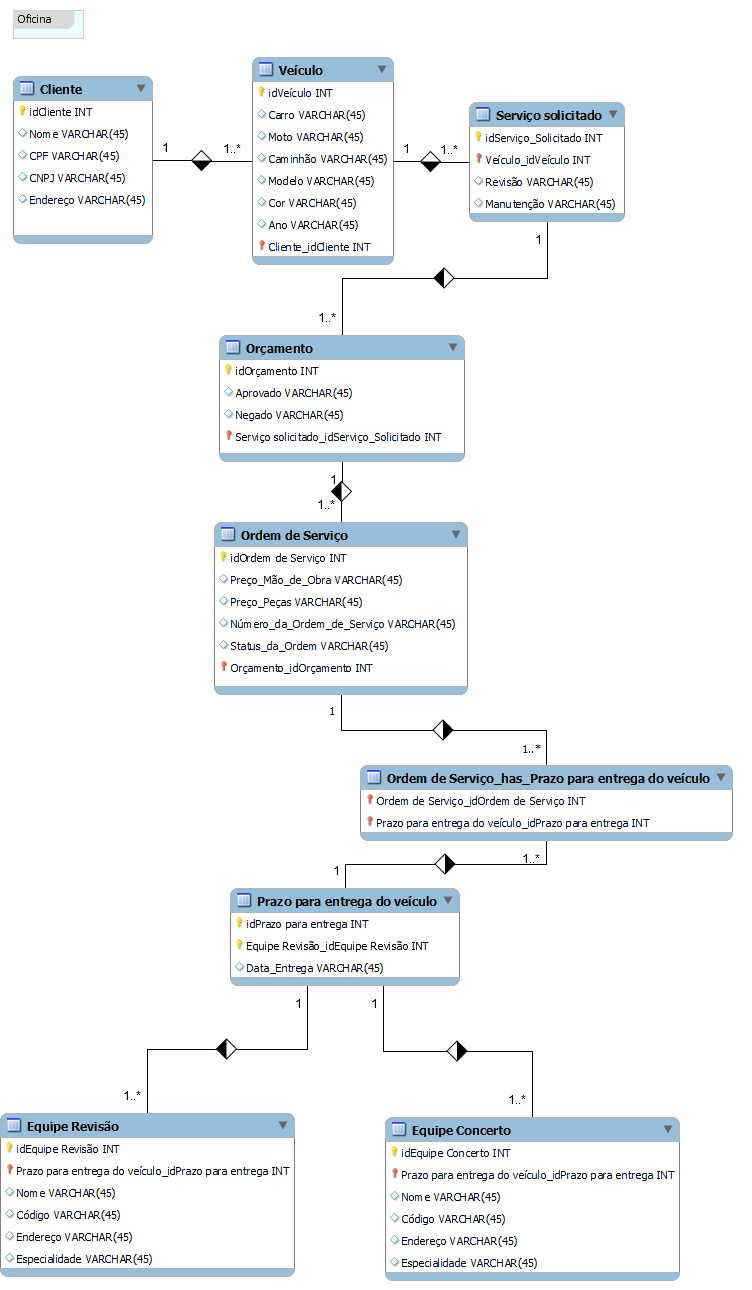 Oficina
Cliente
idCliente INT
Nome VARCHAR(45)
CPF VARCHAR(45)
CNPJ VARCHAR(45)
Endereço VARCHAR(45)
1
1..*
Veículo
idVeículo INT
Carro VARCHAR(45)
Moto VARCHAR(45)
Caminhão VARCHAR(45)
Modelo VARCHAR(45)
Cor VARCHAR(45)
Ano VARCHAR(45)
Cliente_idCliente INT
1
1..*
Serviço solicitado
idServiço_Solicitado INT
Veículo_idVeículo INT
Revisão VARCHAR(45)
Manutenção VARCHAR(45)
1
1..*
Orçamento
idOrçamento INT
Aprovado VARCHAR(45)
Negado VARCHAR(45)
Serviço solicitado_idServiço_Solicitado INT
1
1..*
Ordem de Serviço
idOrdem de Serviço INT
Preço_Mão_de_Obra VARCHAR(45)
Preço_Peças VARCHAR(45)
Número_da_Ordem_de_Serviço VARCHAR(45)
Status_da_Ordem VARCHAR(45)
Orçamento_idOrçamento INT
1
1..*
Ordem de Serviço_has_Prazo para entrega do veículo
Ordem de Serviço_idOrdem de Serviço INT
Prazo para entrega do veículo_idPrazo para entrega INT
1..*
1
Prazo para entrega do veículo
idPrazo para entrega INT
Equipe Revisão_idEquipe Revisão INT
Data_Entrega VARCHAR(45)
1
1
1..*
1..*
Equipe Revisão
idEquipe Revisão INT
Prazo para entrega do veículo_idPrazo para entrega INT
Nome VARCHAR(45)
Código VARCHAR(45)
Endereço VARCHAR(45)
Especialidade VARCHAR(45)
Equipe Concerto
idEquipe Concerto INT
Prazo para entrega do veículo_idPrazo para entrega INT
Nome VARCHAR(45)
Código VARCHAR(45)
Endereço VARCHAR(45)
Especialidade VARCHAR(45)